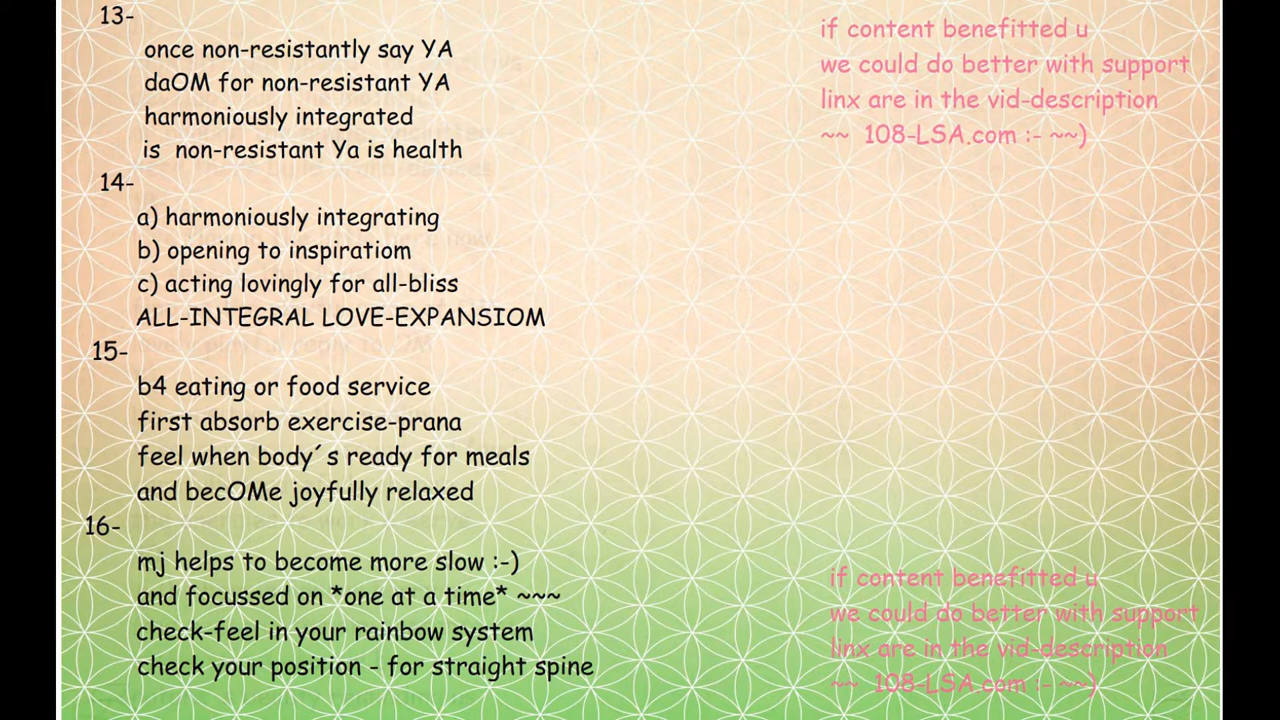 13-
once non-resistantly say YA
daOM for non-resistant YA
harmoniously integrated
is non-resistant Ya is health
14-
a) harmoniously integrating
b) opening to inspiratiom
c) acting lovingly for all-bliss
ALL-INTEGRAL LOVE-EXPANSIOM
15-
b4 eating or food service
first absorb exercise-prana
feel when body´s ready for meals
and becOMe joyfully relaxed
16-
mj helps to become more slow :-)
and focussed on *one at a time* ~~~
check-feel in your rainbow system
check your position - for straight spine
if content benefitted u
we could do better with support
linx are in the vid-description
~~ 108-LSA.com :- ~~)
if content benefitted u
we could do better with support
linx are in the vid-description
~~ 108-LSA.com :- ~~)